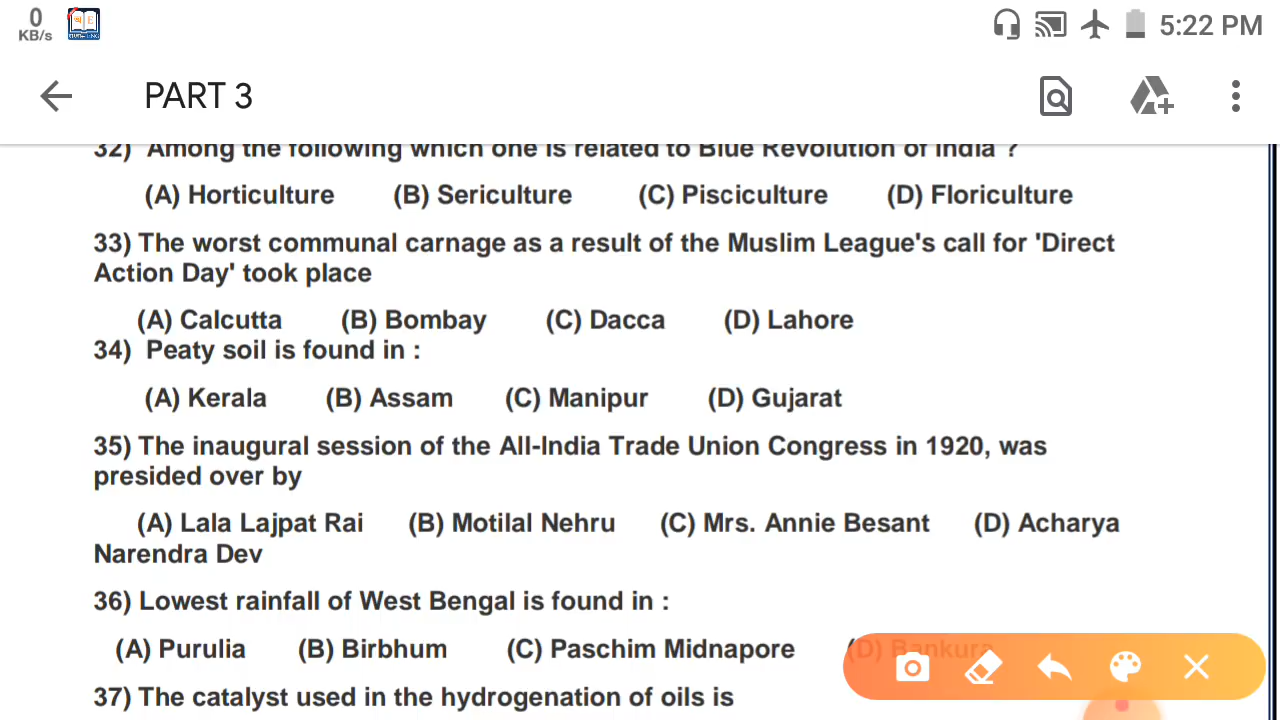 0
KB/s
5:22 PM
PART 3
32) Among the following which one is related to Blue Revolution of India ?
(A) Horticulture (B) Sericulture (C) Pisciculture (D) Floriculture
33) The worst communal carnage as a result of the Muslim League's call for 'Direct
Action Day' took place
(A) Calcutta (B) Bombay (C) Dacca (D) Lahore
34) Peaty soil is found in :
(A) Kerala (B) Assam (C) Manipur (D) Gujarat
35) The inaugural session of the All-India Trade Union Congress in 1920, was
presided over by
(A) Lala Lajpat Rai (B) Motilal Nehru (C) Mrs. Annie Besant (D) Acharya
Narendra Dev
36) Lowest rainfall of West Bengal is found in :
(A) Purulia (B) Birbhum (C) Paschim Midnapore (D) Bankura
37) The catalyst used in the hydrogenation of oils is